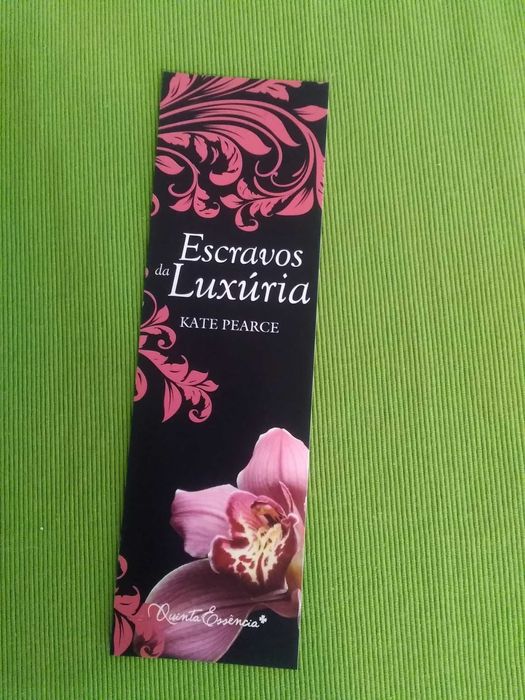 Escravos
da Luxúria
KATE PEARCE
Quinta Essência